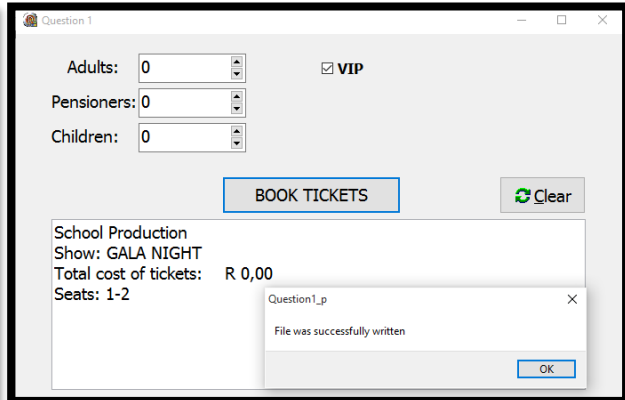 Question 1
Adults: 0
VIP
Pensioners: 0
Children: 0
BOOK TICKETS
Clear
School Production
Show: GALA NIGHT
Total cost of tickets: R 0,00
Seats: 1-2
Question1_p
File was successfully written
OK